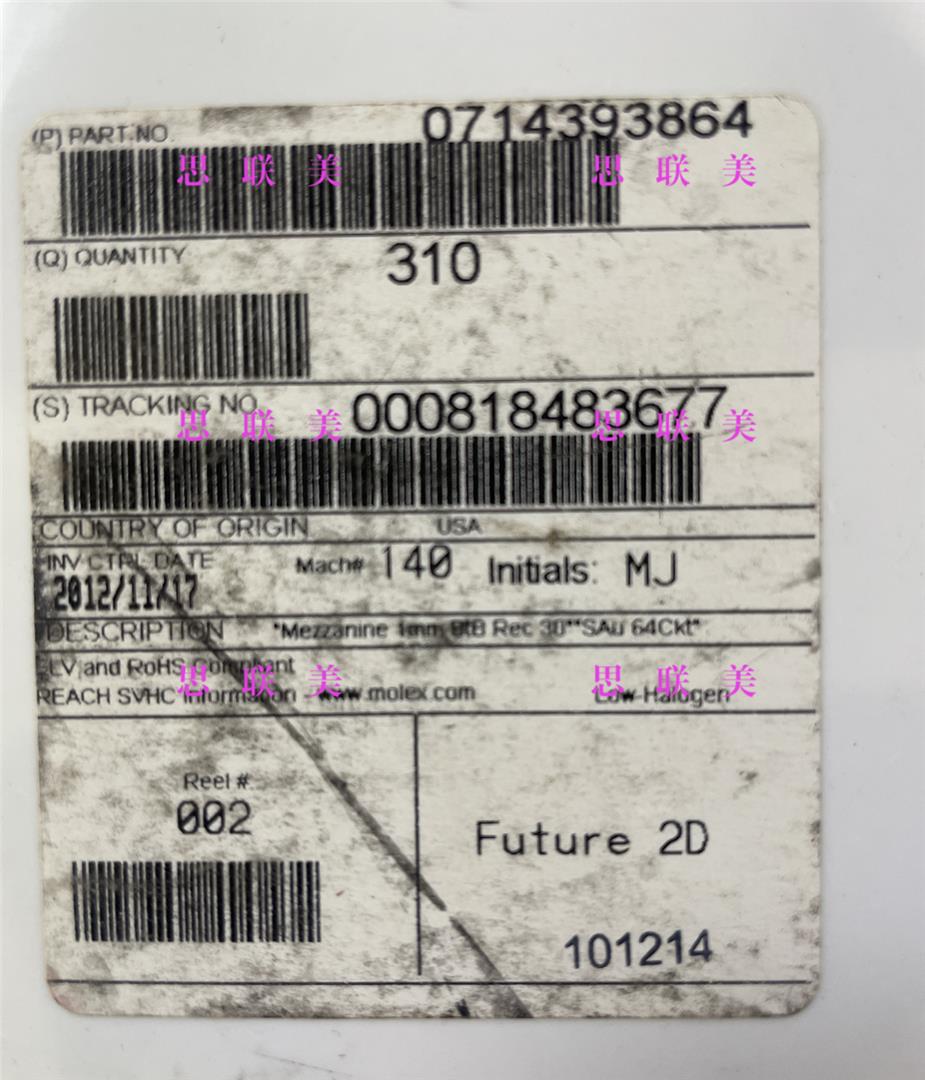 (P) PART NO. 0714393864
思 联 美 思 联 美
(Q) QUANTITY 310
(S) TRACKING NO. 000818483677
思 联 美 思 联 美
COUNTRY OF ORIGIN USA
INV CTRL DATE Mach# 140 Initials: MJ
2012/11/17
DESCRIPTION "Mezzanine 1mm BtB Rec 30""SAu 64Ckt"
ELV and RoHS Compliant
思 联 美 思 联 美
REACH SVHC Information - www.molex.com Low-Halogen
Reel #
002
Future 2D
101214